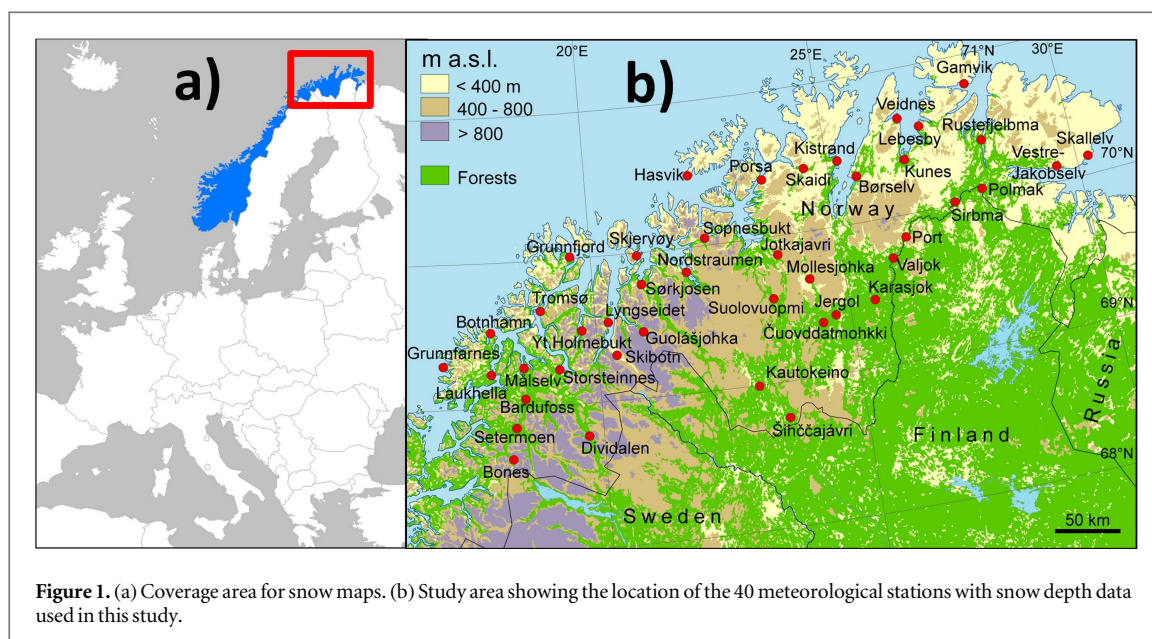 a)
b)
m a.s.l.
< 400 m
400 - 800
> 800
Forests
20°E
25°E
71°N
30°E
70°N
69°N
68°N
Gamvik
Veidnes
Lebesby
Rustefjelbma
Skallelv
Vestre-
Jakobselv
Kistrand
Kunes
Porsa
Skaidi
Børselv
Polmak
Hasvik
Norway
Sirbma
Sopnesbukt
Jotkajavri
Port
Skjervøy
Grunnfjord
Nordstraumen
Mollesjohka
Valjok
Sørkjosen
Karasjok
Tromsø
Lyngseidet
Suolovuopmi
Jergol
Botnhamn
Yt.Holmebukt
Guolášjohka
Čuovddatmohkki
Grunnfarnes
Skibotn
Målselv
Storsteinnes
Kautokeino
Laukhella
Bardufoss
Šihččajávri
Setermoen
Dividalen
Finland
Russia
Bones
Sweden
50 km
Figure 1. (a) Coverage area for snow maps. (b) Study area showing the location of the 40 meteorological stations with snow depth data
used in this study.